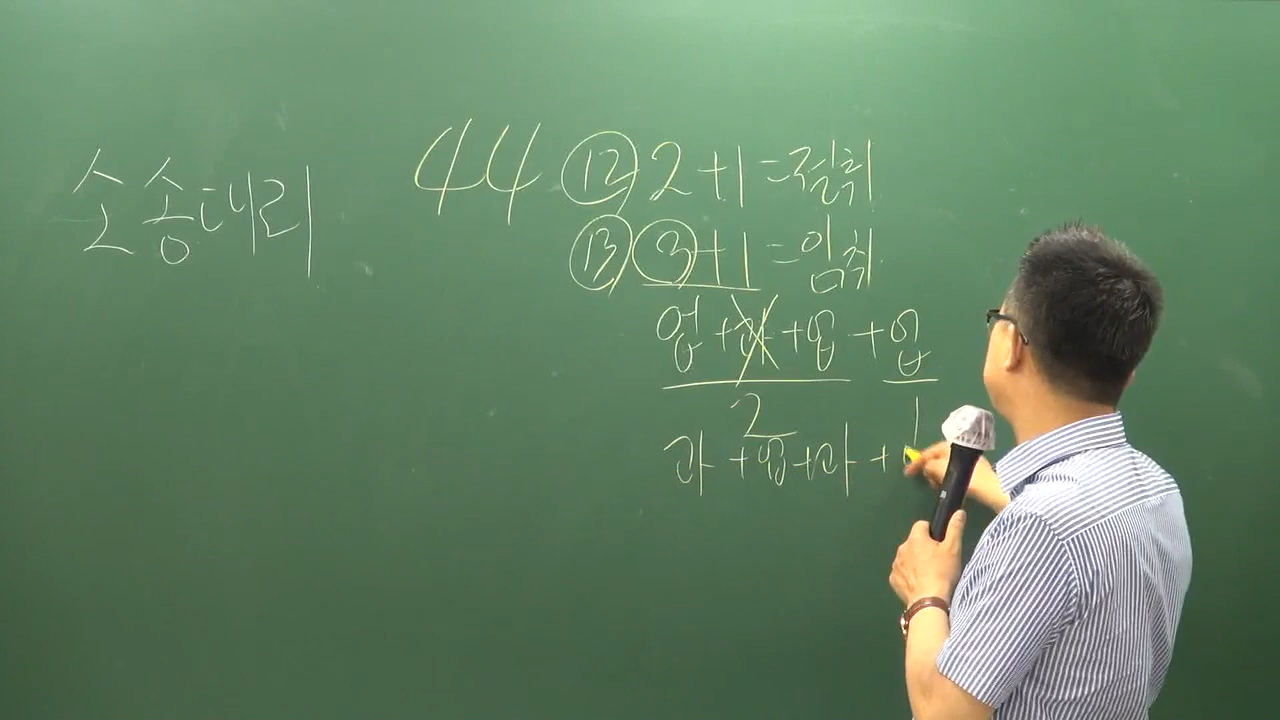 소송대리
44 ⑫ 2+1=절취
⑬ ③+1=임취
업+과+업+업
2 1
과+업+과+